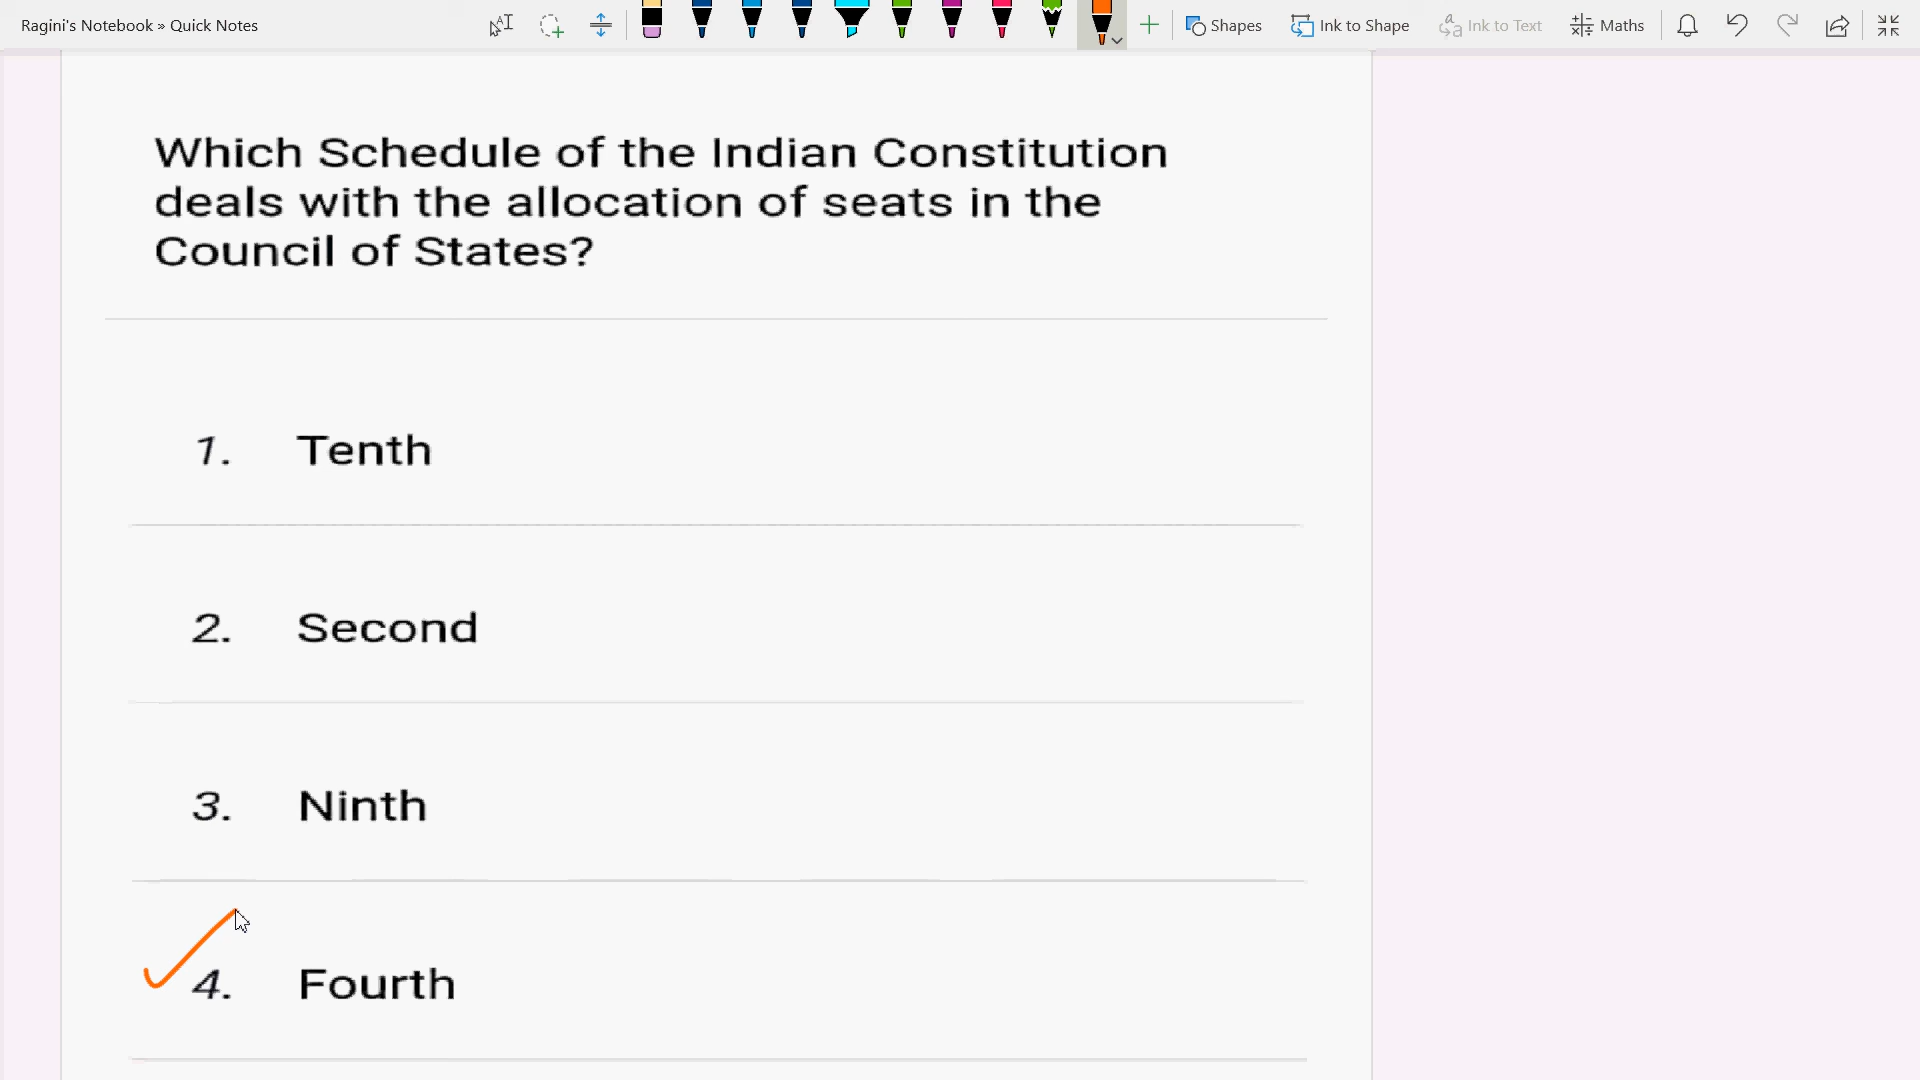 Ragini's Notebook » Quick Notes
Shapes
Ink to Shape
Ink to Text
Maths
Which Schedule of the Indian Constitution
deals with the allocation of seats in the
Council of States?
1. Tenth
2. Second
3. Ninth
4. Fourth